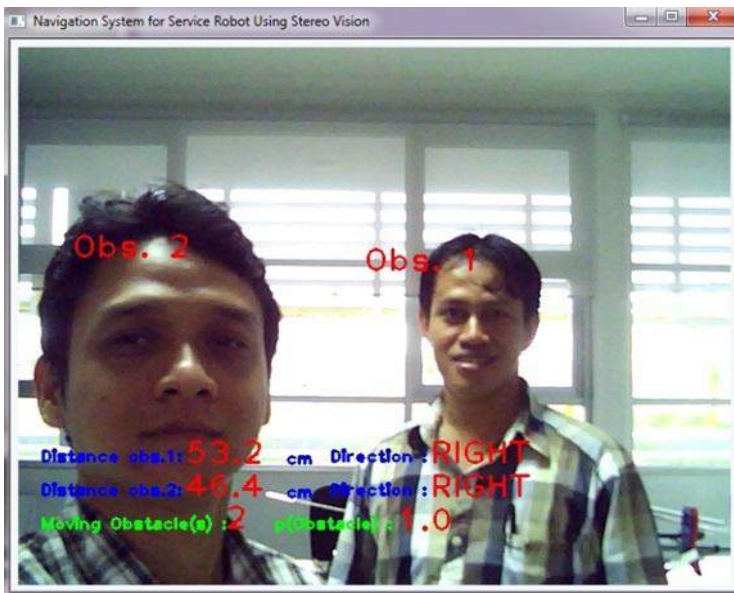 Navigation System for Service Robot Using Stereo Vision
Obs. 2
Obs. 1
Distance obs.1: 53.2 cm Direction : RIGHT
Distance obs.2: 46.4 cm Direction : RIGHT
Moving Obstacle(s) : 2 p(Obstacle) : 1.0